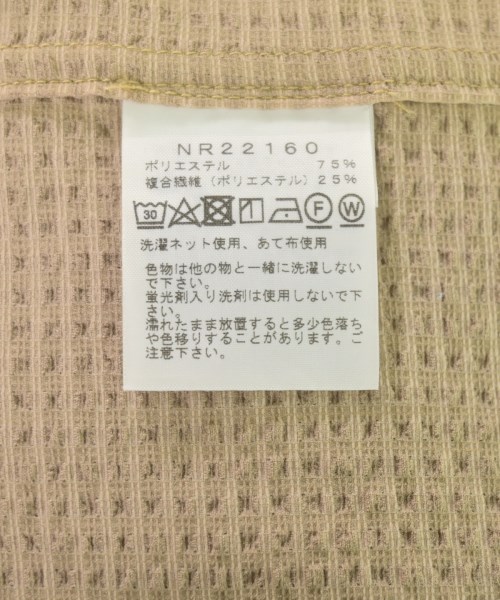 NR22160
ポリエステル 75%
複合繊維(ポリエステル)25%
30 F W
洗濯ネット使用、あて布使用
色物は他の物と一緒に洗濯しない
で下さい。
蛍光剤入り洗剤は使用しないで下
さい。
濡れたまま放置すると多少色落ち
や色移りすることがあります。ご
注意下さい。